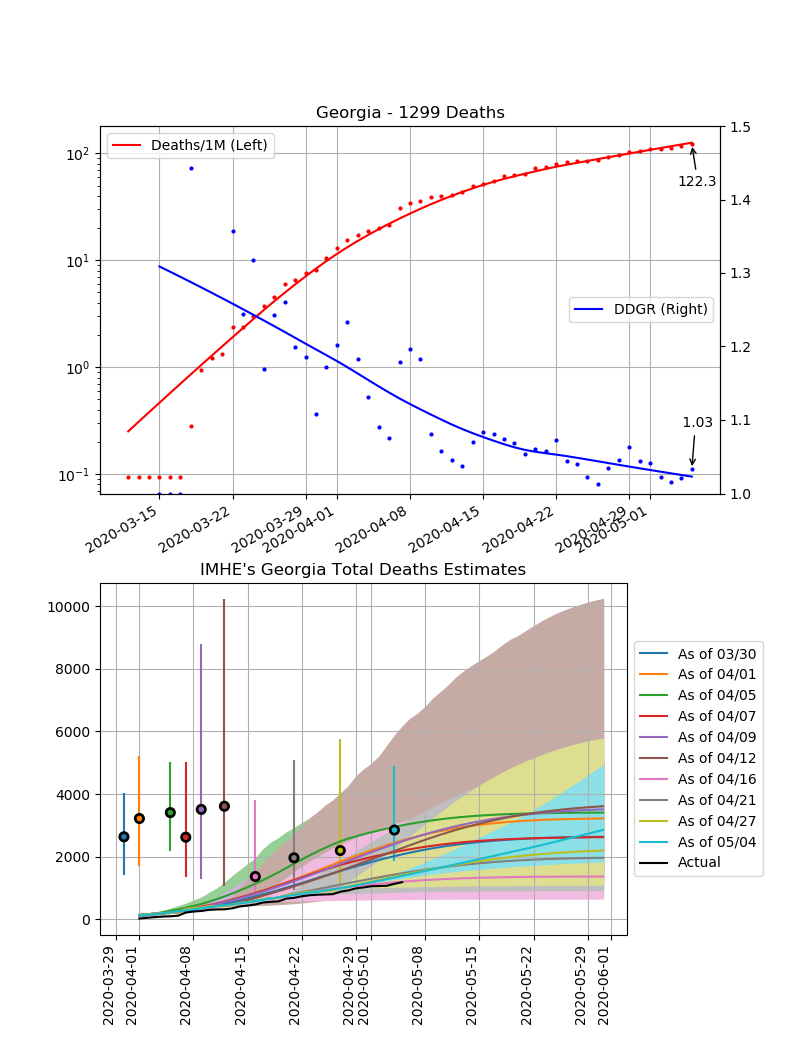 Georgia - 1299 Deaths
Deaths/1M (Left)
DDGR (Right)
122.3
1.03
10²
10¹
10⁰
10⁻¹
1.5
1.4
1.3
1.2
1.1
1.0
2020-03-15
2020-03-22
2020-03-29
2020-04-01
2020-04-08
2020-04-15
2020-04-22
2020-04-29
2020-05-01
IMHE's Georgia Total Deaths Estimates
10000
8000
6000
4000
2000
0
2020-03-29
2020-04-01
2020-04-08
2020-04-15
2020-04-22
2020-04-29
2020-05-01
2020-05-08
2020-05-15
2020-05-22
2020-05-29
2020-06-01
As of 03/30
As of 04/01
As of 04/05
As of 04/07
As of 04/09
As of 04/12
As of 04/16
As of 04/21
As of 04/27
As of 05/04
Actual